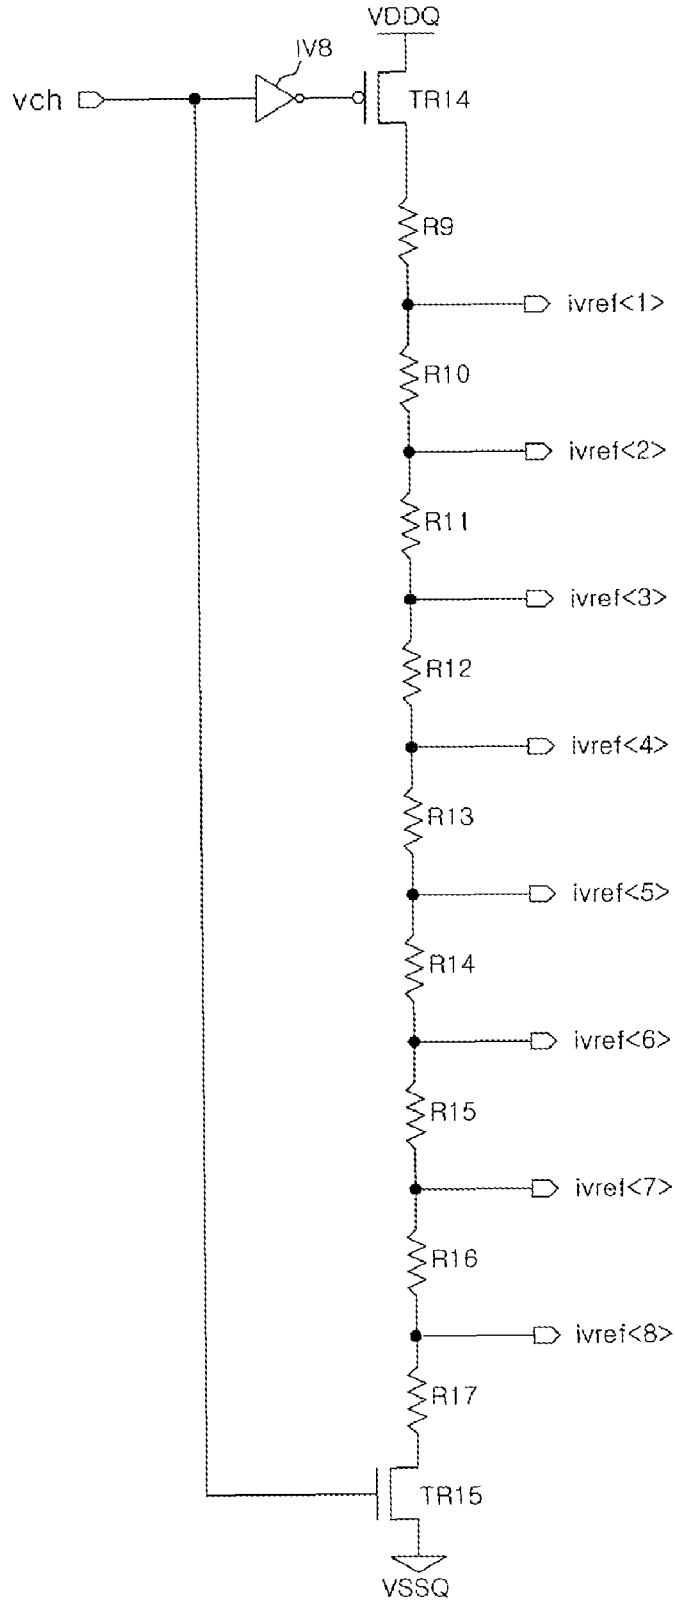 VDDQ
IV8
vch
TR14
R9
ivref<1>
R10
ivref<2>
R11
ivref<3>
R12
ivref<4>
R13
ivref<5>
R14
ivref<6>
R15
ivref<7>
R16
ivref<8>
R17
TR15
VSSQ